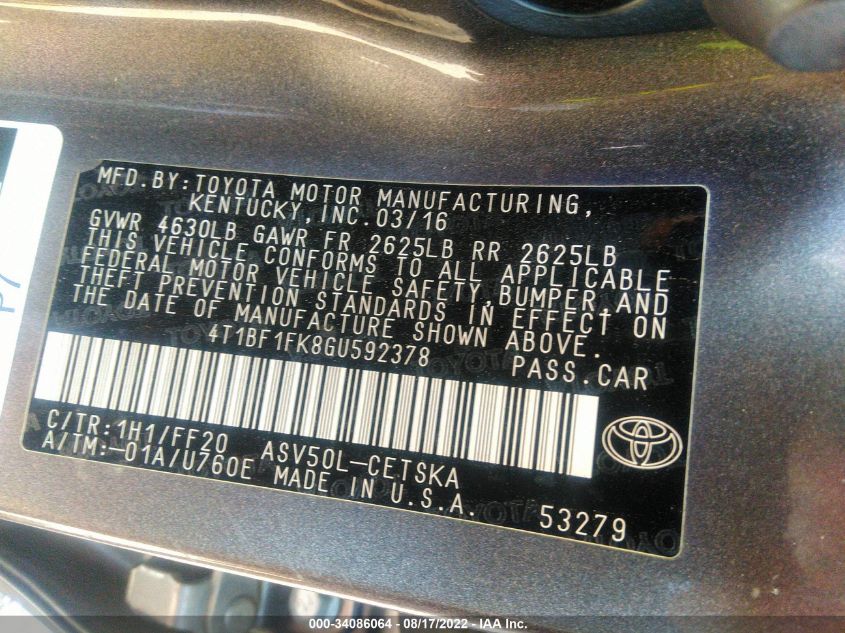 MFD.BY:TOYOTA MOTOR MANUFACTURING,
KENTUCKY,INC.03/16
GVWR 4630LB GAWR FR 2625LB RR 2625LB
THIS VEHICLE CONFORMS TO ALL APPLICABLE
FEDERAL MOTOR VEHICLE SAFETY,BUMPER,AND
THEFT PREVENTION STANDARDS IN EFFECT ON
THE DATE OF MANUFACTURE SHOWN ABOVE.
4T1BF1FK8GU592378 PASS.CAR
C/TR:1H1/FF20 ASV50L-CETSKA
A/TM:-01A/U760E MADE IN U.S.A.
53279
000-34086064 - 08/17/2022 - IAA Inc.